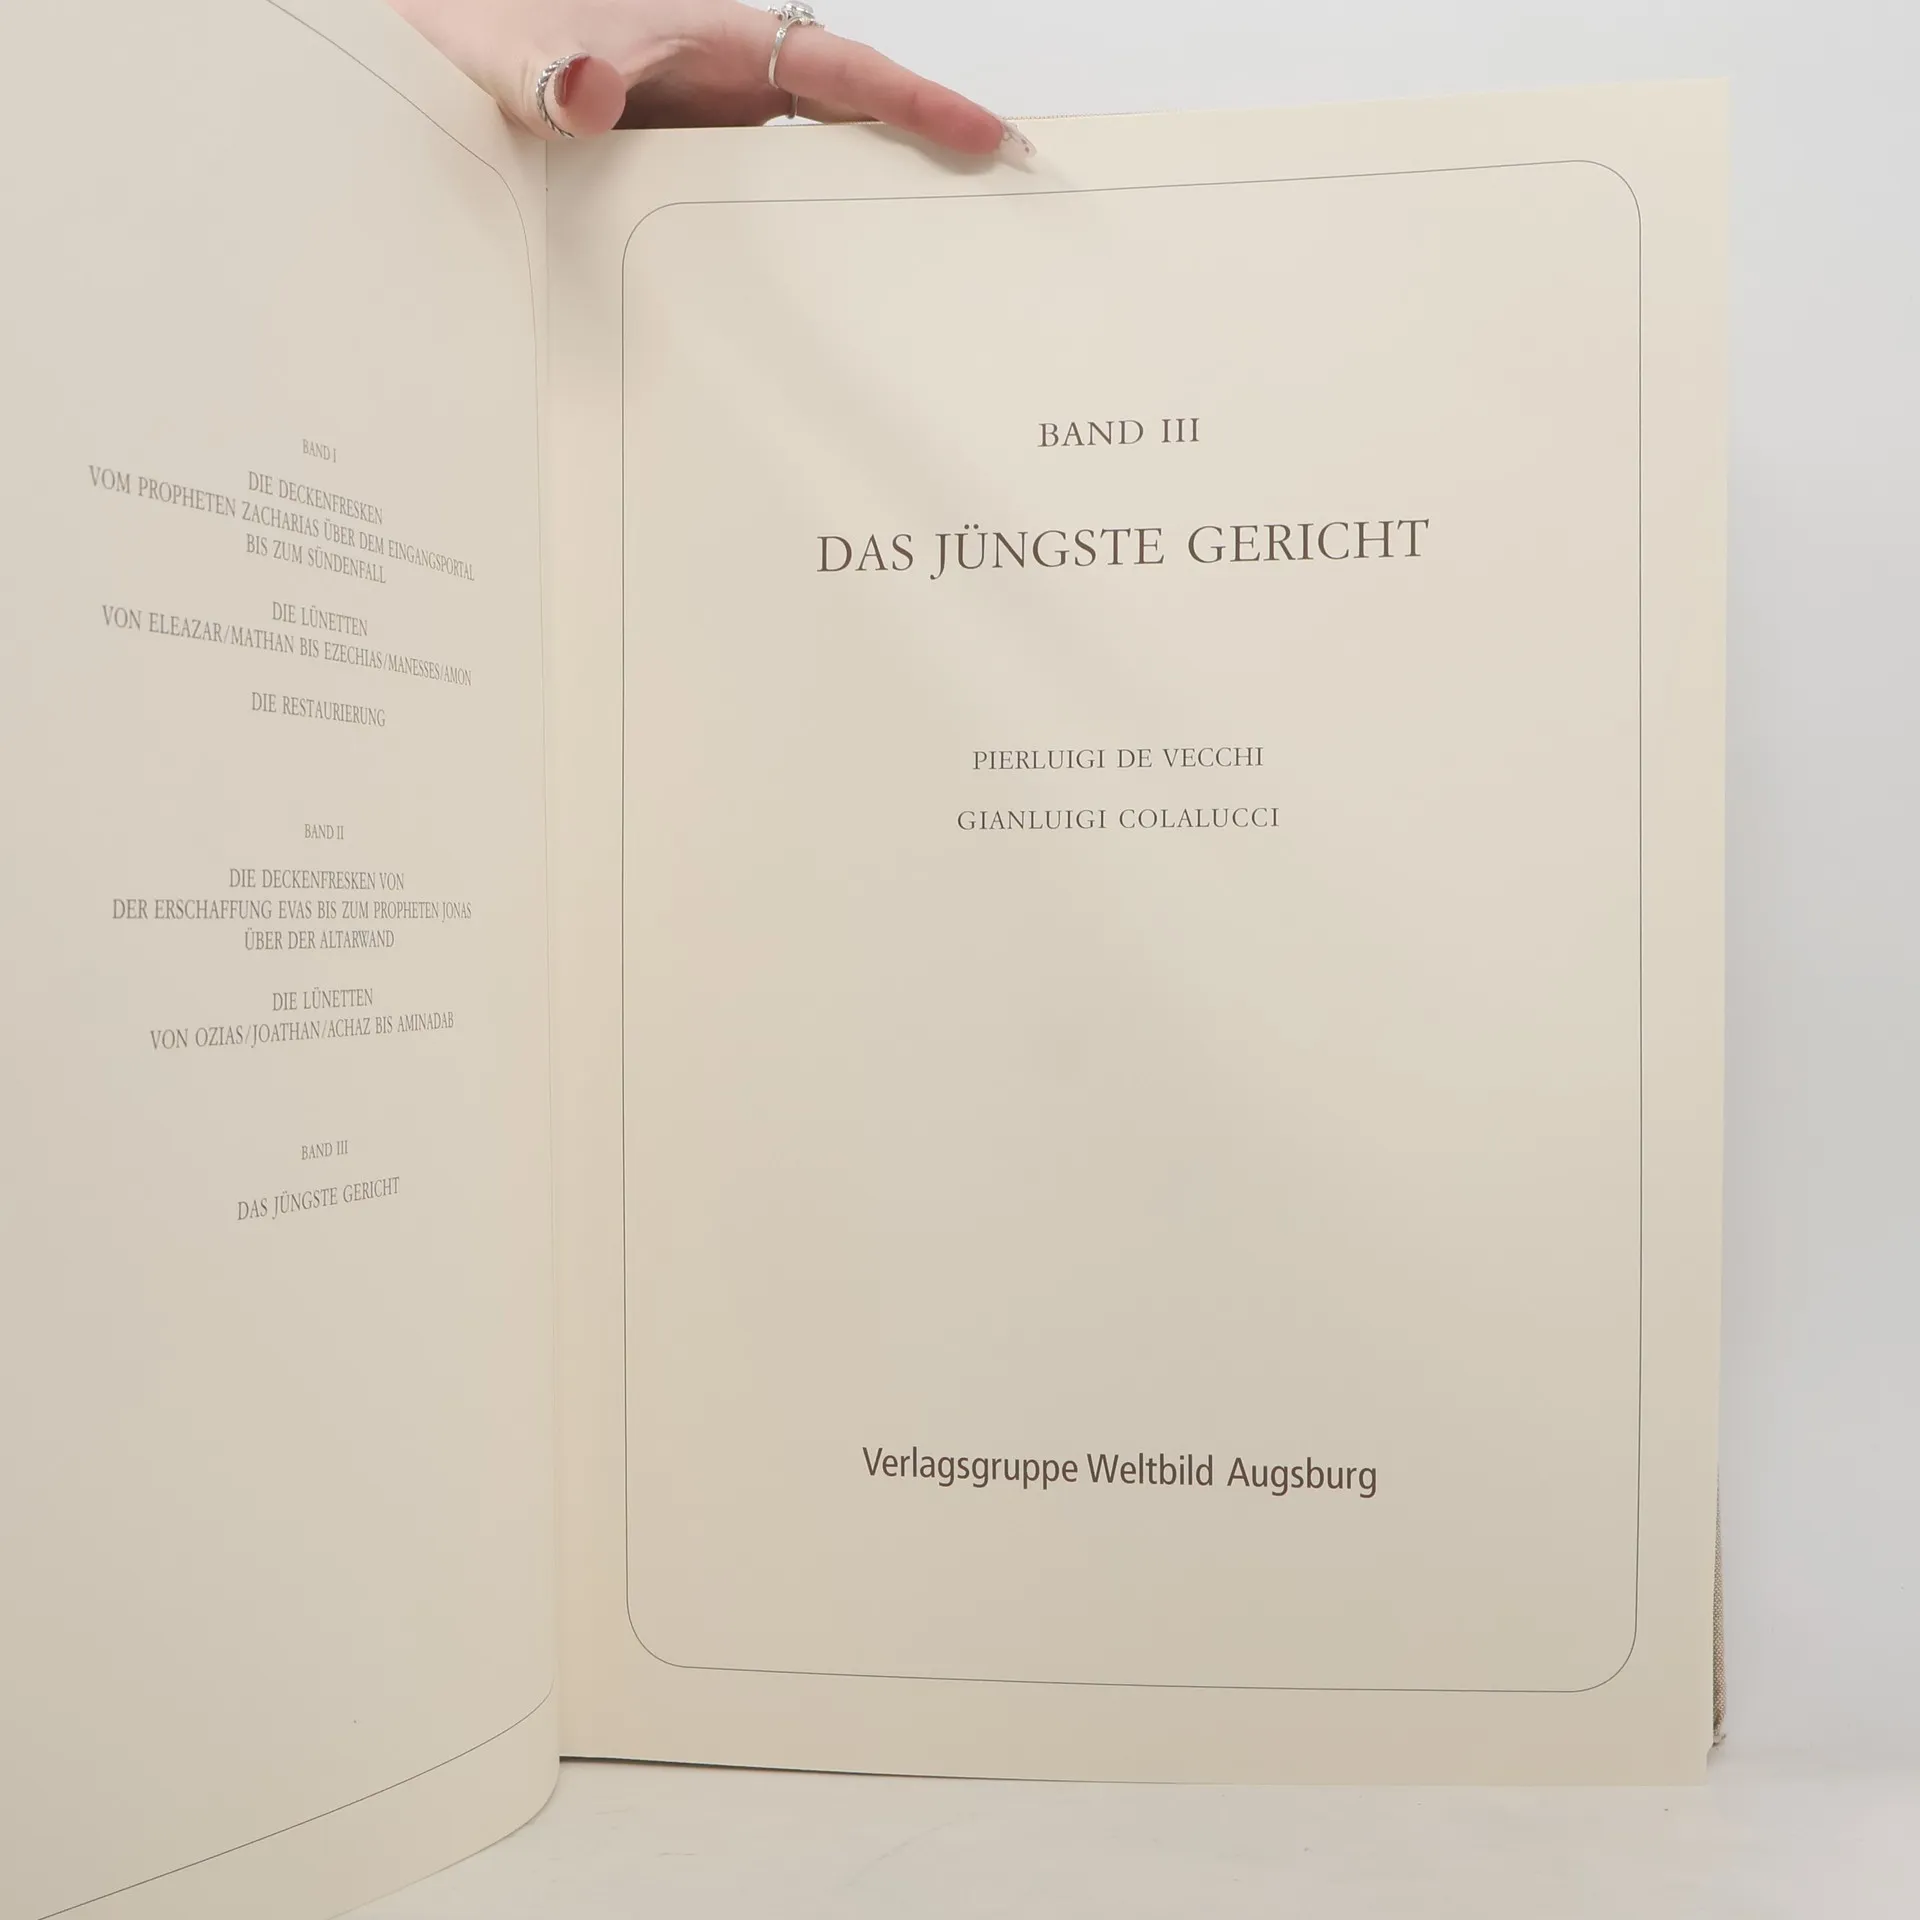 BAND I
DIE DECKENFRESKEN
VOM PROPHETEN ZACHARIAS ÜBER DEM EINGANGSPORTAL
BIS ZUM SÜNDENFALL
DIE LÜNETTEN
VON ELEAZAR/MATHAN BIS EZECHIAS/MANESSES/AMON
DIE RESTAURIERUNG
BAND II
DIE DECKENFRESKEN VON
DER ERSCHAFFUNG EVAS BIS ZUM PROPHETEN JONAS
ÜBER DER ALTARWAND
DIE LÜNETTEN
VON OZIAS/JOATHAN/ACHAZ BIS AMINADAB
BAND III
DAS JÜNGSTE GERICHT
BAND III
DAS JÜNGSTE GERICHT
PIERLUIGI DE VECCHI
GIANLUIGI COLALUCCI
Verlagsgruppe Weltbild Augsburg